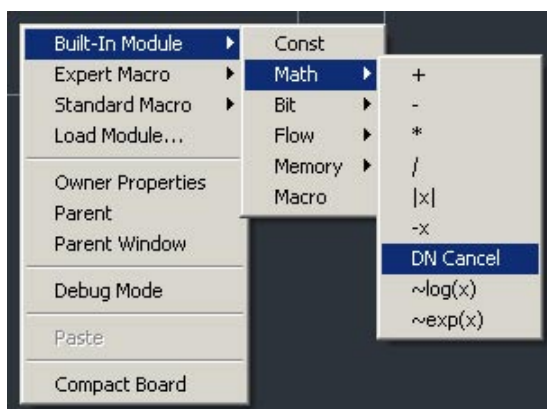 Built-In Module
Expert Macro
Standard Macro
Load Module...
Owner Properties
Parent
Parent Window
Debug Mode
Paste
Compact Board
Const
Math
Bit
Flow
Memory
Macro
+
-
*
/
|x|
-x
DN Cancel
~log(x)
~exp(x)